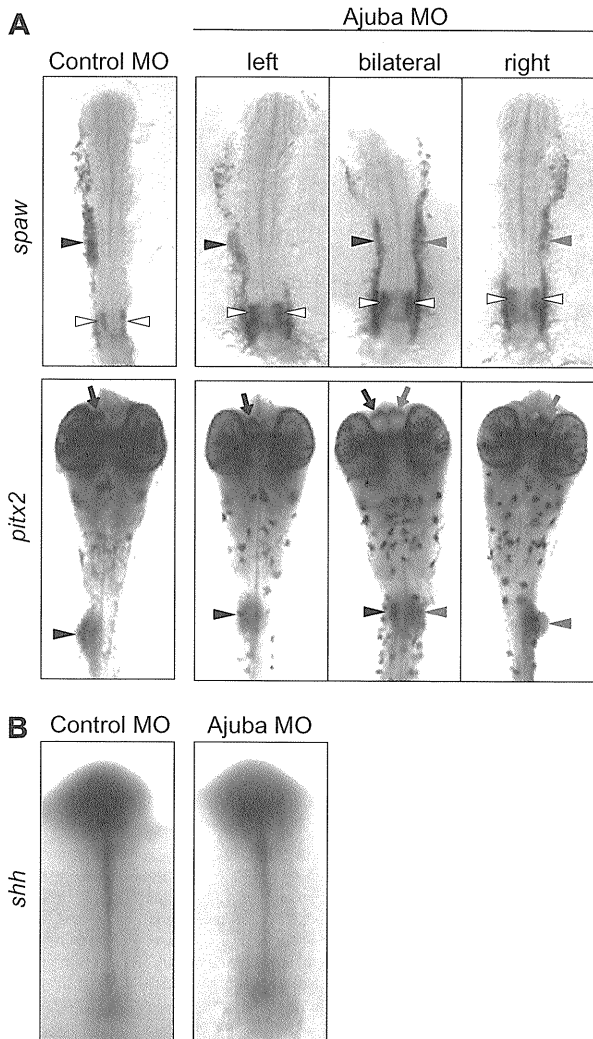 A
Ajuba MO
Control MO
left
bilateral
right
spaw
pitx2
B
Control MO
Ajuba MO
shh